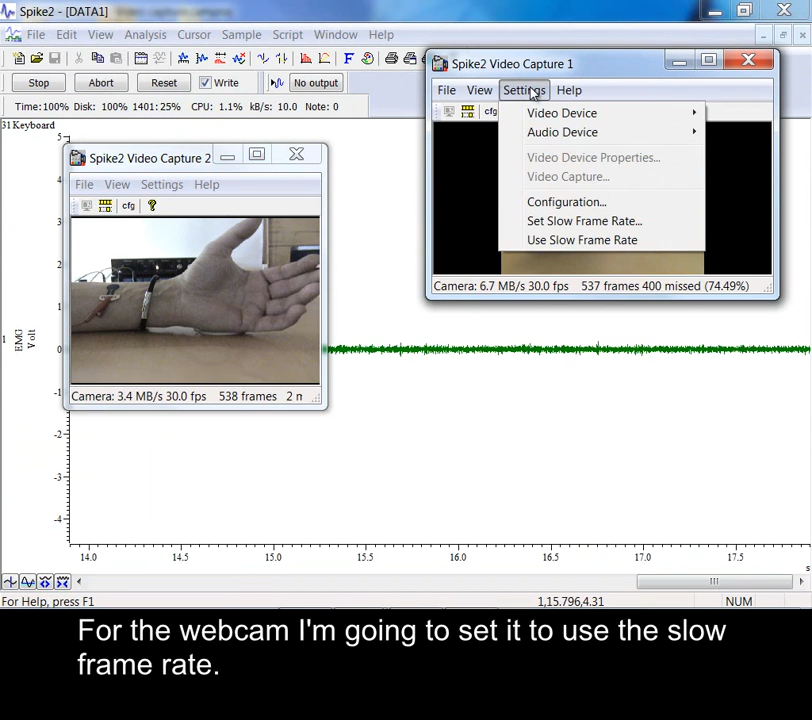 Spike2 - [DATA1]
File Edit View Analysis Cursor Sample Script Window Help
Stop Abort Reset Write No output
Time:100% Disk: 100% 1401: 25% CPU: 1.1% kB/s: 10.0 Note: 0
31 Keyboard
5
4
3
2
1
0
-1
-2
-3
-4
1
EMG
Volt
14.0 14.5 15.0 15.5 16.0 16.5 17.0 17.5
s
Spike2 Video Capture 2
File View Settings Help
cfg
Camera: 3.4 MB/s 30.0 fps 538 frames 2 m
Spike2 Video Capture 1
File View Settings Help
cfg
Video Device
Audio Device
Video Device Properties...
Video Capture...
Configuration...
Set Slow Frame Rate...
Use Slow Frame Rate
Camera: 6.7 MB/s 30.0 fps 537 frames 400 missed (74.49%)
For Help, press F1
1,15.796,4.31
NUM
For the webcam I'm going to set it to use the slow
frame rate.